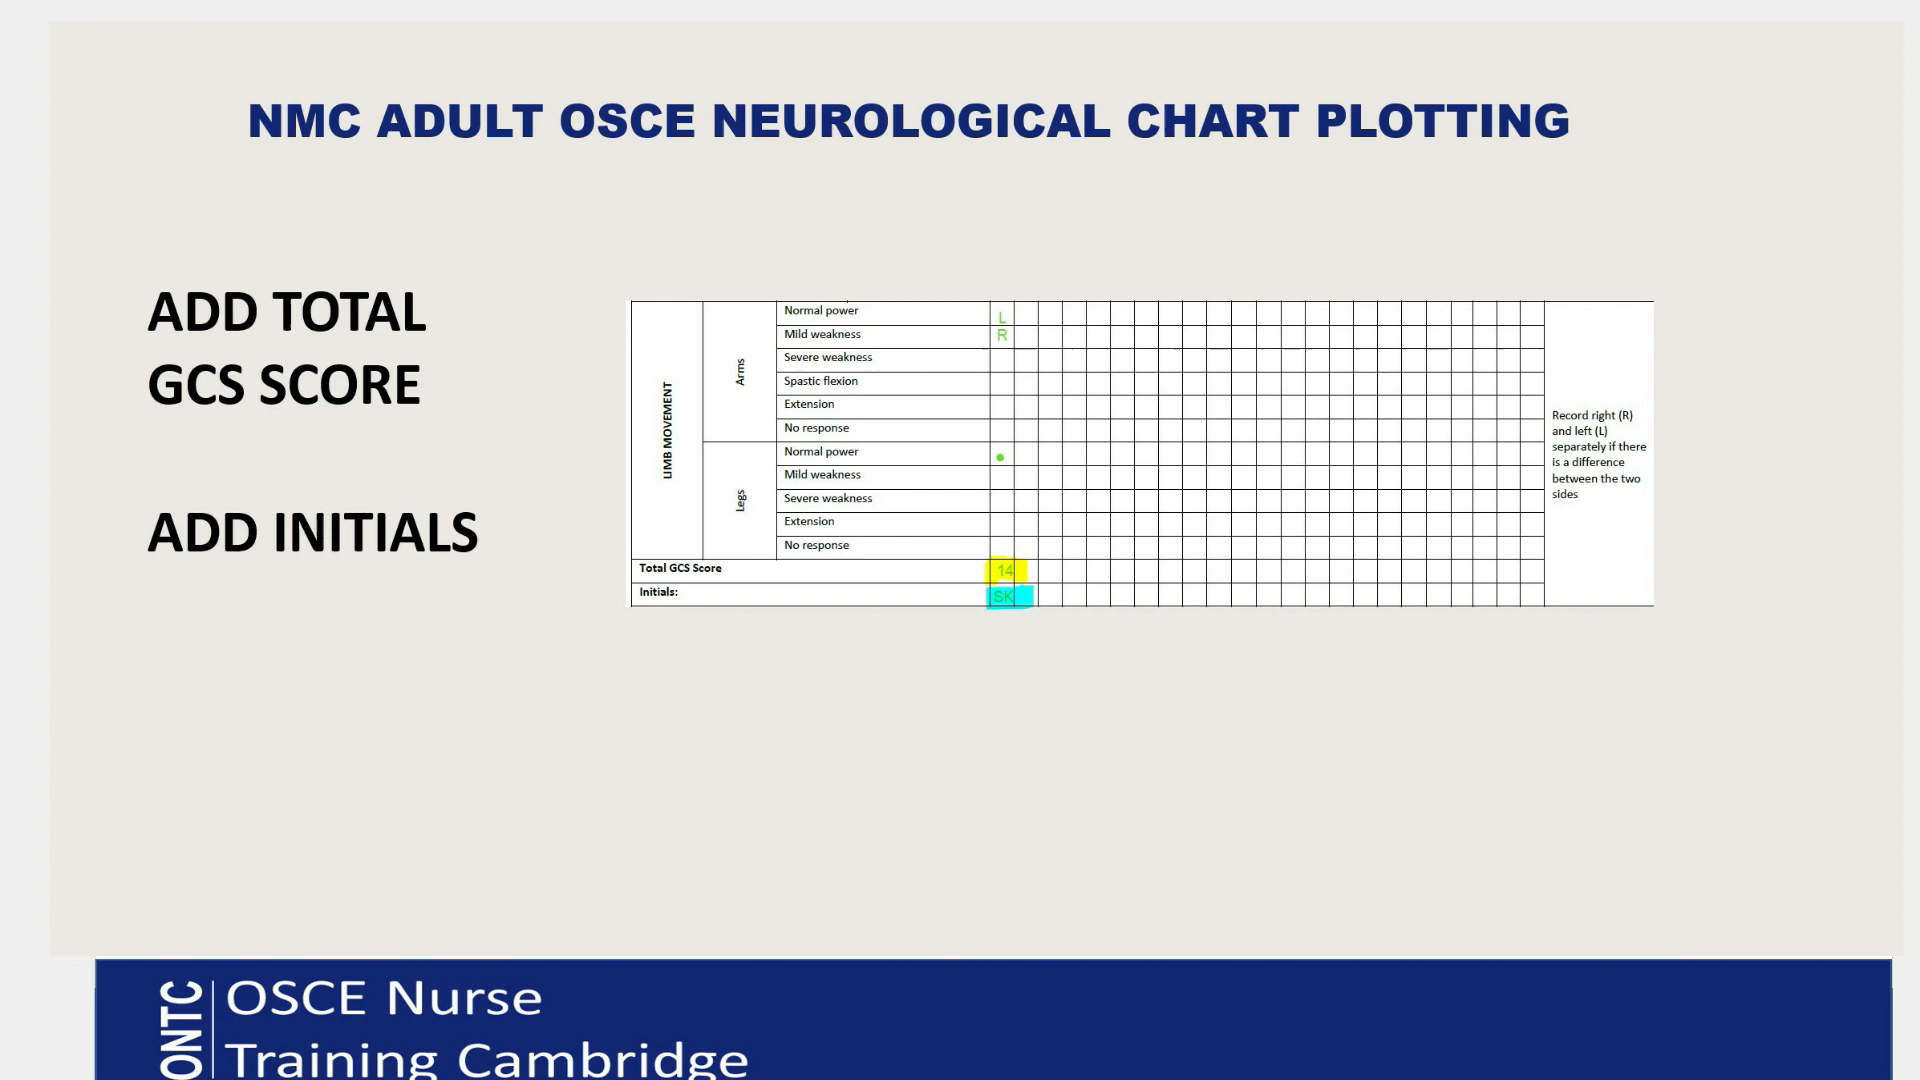 NMC ADULT OSCE NEUROLOGICAL CHART PLOTTING
ADD TOTAL
GCS SCORE
ADD INITIALS
LIMB MOVEMENT
Arms
Normal power L
Mild weakness R
Severe weakness
Spastic flexion
Extension
No response
Legs
Normal power
Mild weakness
Severe weakness
Extension
No response
Total GCS Score 14
Initials: SK
Record right (R)
and left (L)
separately if there
is a difference
between the two
sides
ONTC
OSCE Nurse
Training Cambridge